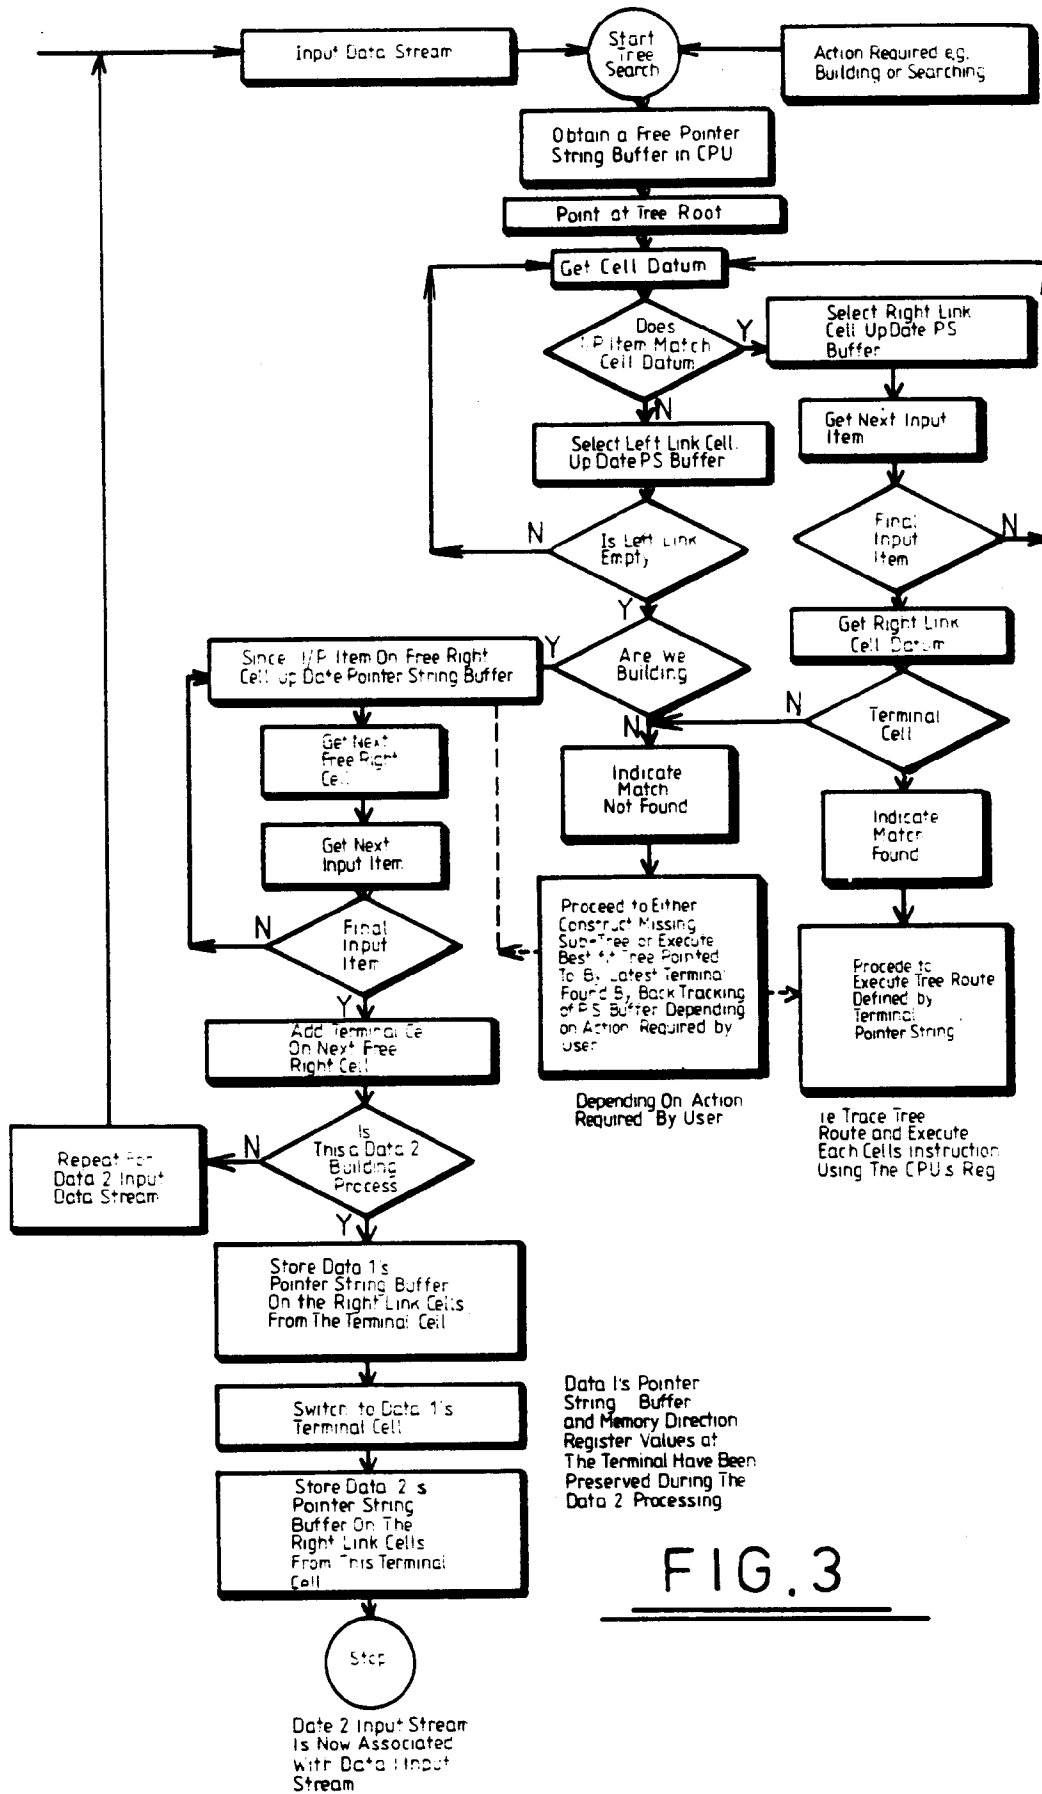 Input Data Stream
Start
Tree
Search
Action Required e.g.
Building or Searching
Obtain a Free Pointer
String Buffer in CPU
Point at Tree Root
Get Cell Datum
Does
I/P Item Match
Cell Datum
Y
N
Select Right Link
Cell UpDate PS
Buffer
Get Next Input
Item
Select Left Link Cell.
Up Date PS Buffer
Is Left Link
Empty
N
Y
Final
Input
Item
N
Get Right Link
Cell Datum
Are we
Building
Y
N
Terminal
Cell
N
Since I/P Item On Free Right
Cell Up Date Pointer String Buffer
Get Next
Free Right
Cell
Get Next
Input Item
Final
Input
Item
N
Y
Indicate
Match
Not Found
Indicate
Match
Found
Proceed to Either
Construct Missing
Sub-Tree or Execute
Best fit Tree Pointed
To By Latest Terminal
Found By Back Tracking
of PS Buffer Depending
on Action Required by
User
Depending On Action
Required By User
Procede to
Execute Tree Route
Defined by
Terminal
Pointer String
ie Trace Tree
Route and Execute
Each Cells Instruction
Using The CPU's Reg
Add Terminal Ce
On Next Free
Right Cell
Is
This a Data 2
Building
Process
N
Y
Repeat For
Data 2 Input
Data Stream
Store Data 1's
Pointer String Buffer
On the Right Link Cells
From The Terminal Cell
Switch to Data 1's
Terminal Cell
Store Data 2 s
Pointer String
Buffer On The
Right Link Cells
From This Terminal
Cell
Data 1's Pointer
String Buffer
and Memory Direction
Register Values at
The Terminal Have Been
Preserved During The
Data 2 Processing
FIG.3
Stop
Date 2 Input Stream
Is Now Associated
With Data 1 Input
Stream